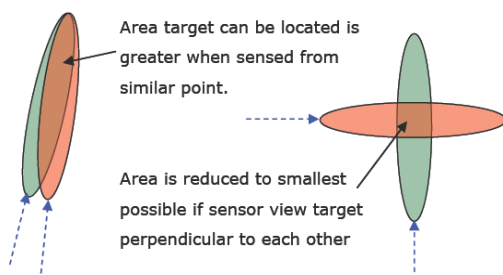 Area target can be located is
greater when sensed from
similar point.
Area is reduced to smallest
possible if sensor view target
perpendicular to each other